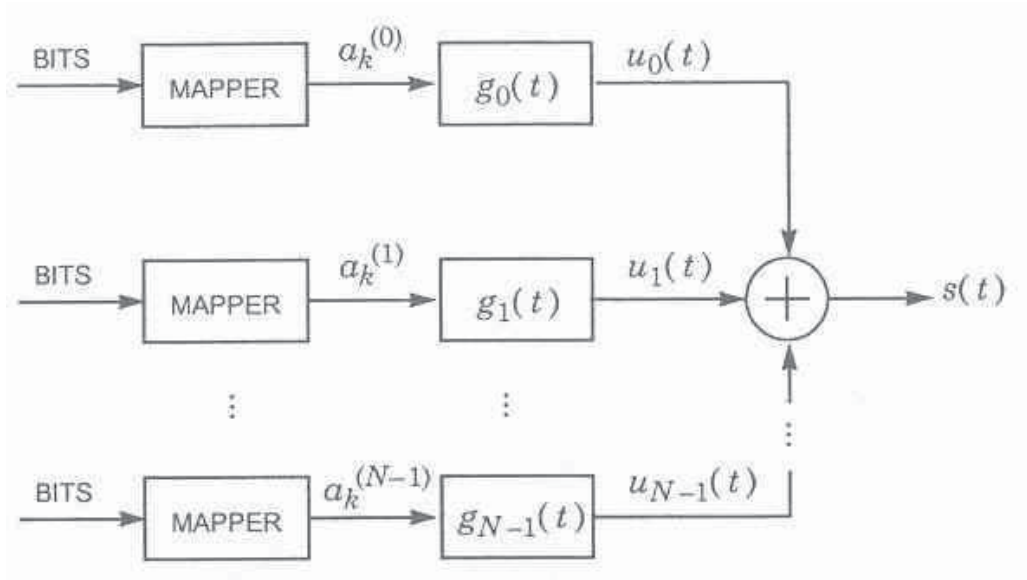 BITS
MAPPER
a_k^(0)
g_0(t)
u_0(t)
BITS
MAPPER
a_k^(1)
g_1(t)
u_1(t)
+
s(t)
⋮
⋮
⋮
BITS
MAPPER
a_k^(N–1)
g_{N–1}(t)
u_{N–1}(t)